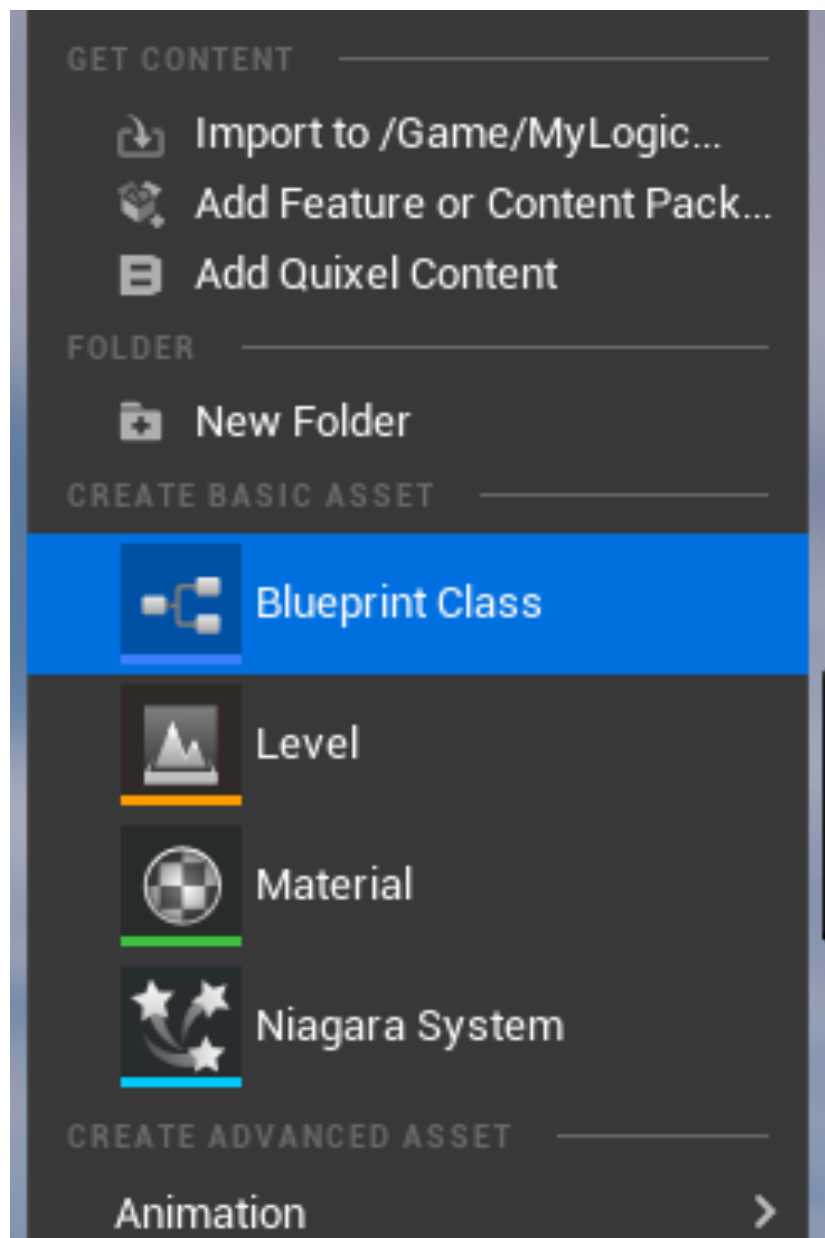 GET CONTENT
Import to /Game/MyLogic...
Add Feature or Content Pack...
Add Quixel Content
FOLDER
New Folder
CREATE BASIC ASSET
Blueprint Class
Level
Material
Niagara System
CREATE ADVANCED ASSET
Animation